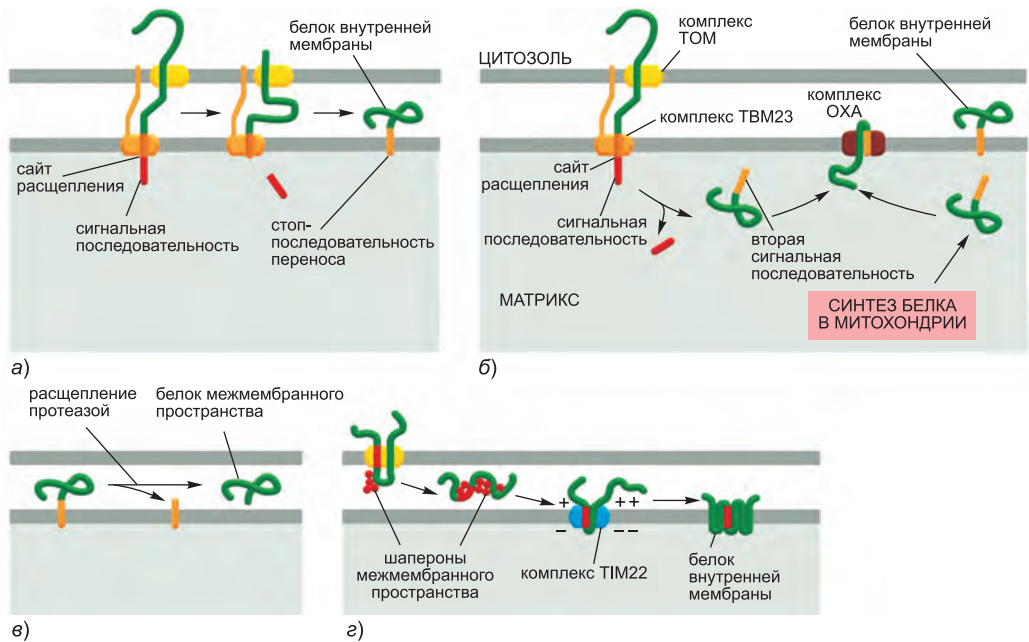 белок внутренней
мембраны
сайт
расщепления
сигнальная
последовательность
стоп-
последовательность
переноса
а)
ЦИТОЗОЛЬ
комплекс
ТОМ
белок внутренней
мембраны
комплекс ТВМ23
комплекс
ОХА
сайт
расщепления
сигнальная
последовательность
вторая
сигнальная
последовательность
МАТРИКС
СИНТЕЗ БЕЛКА
В МИТОХОНДРИИ
б)
расщепление
протеазой
белок межмембранного
пространства
в)
+
++
–
– –
шапероны
межмембранного
пространства
комплекс TIM22
белок
внутренней
мембраны
г)